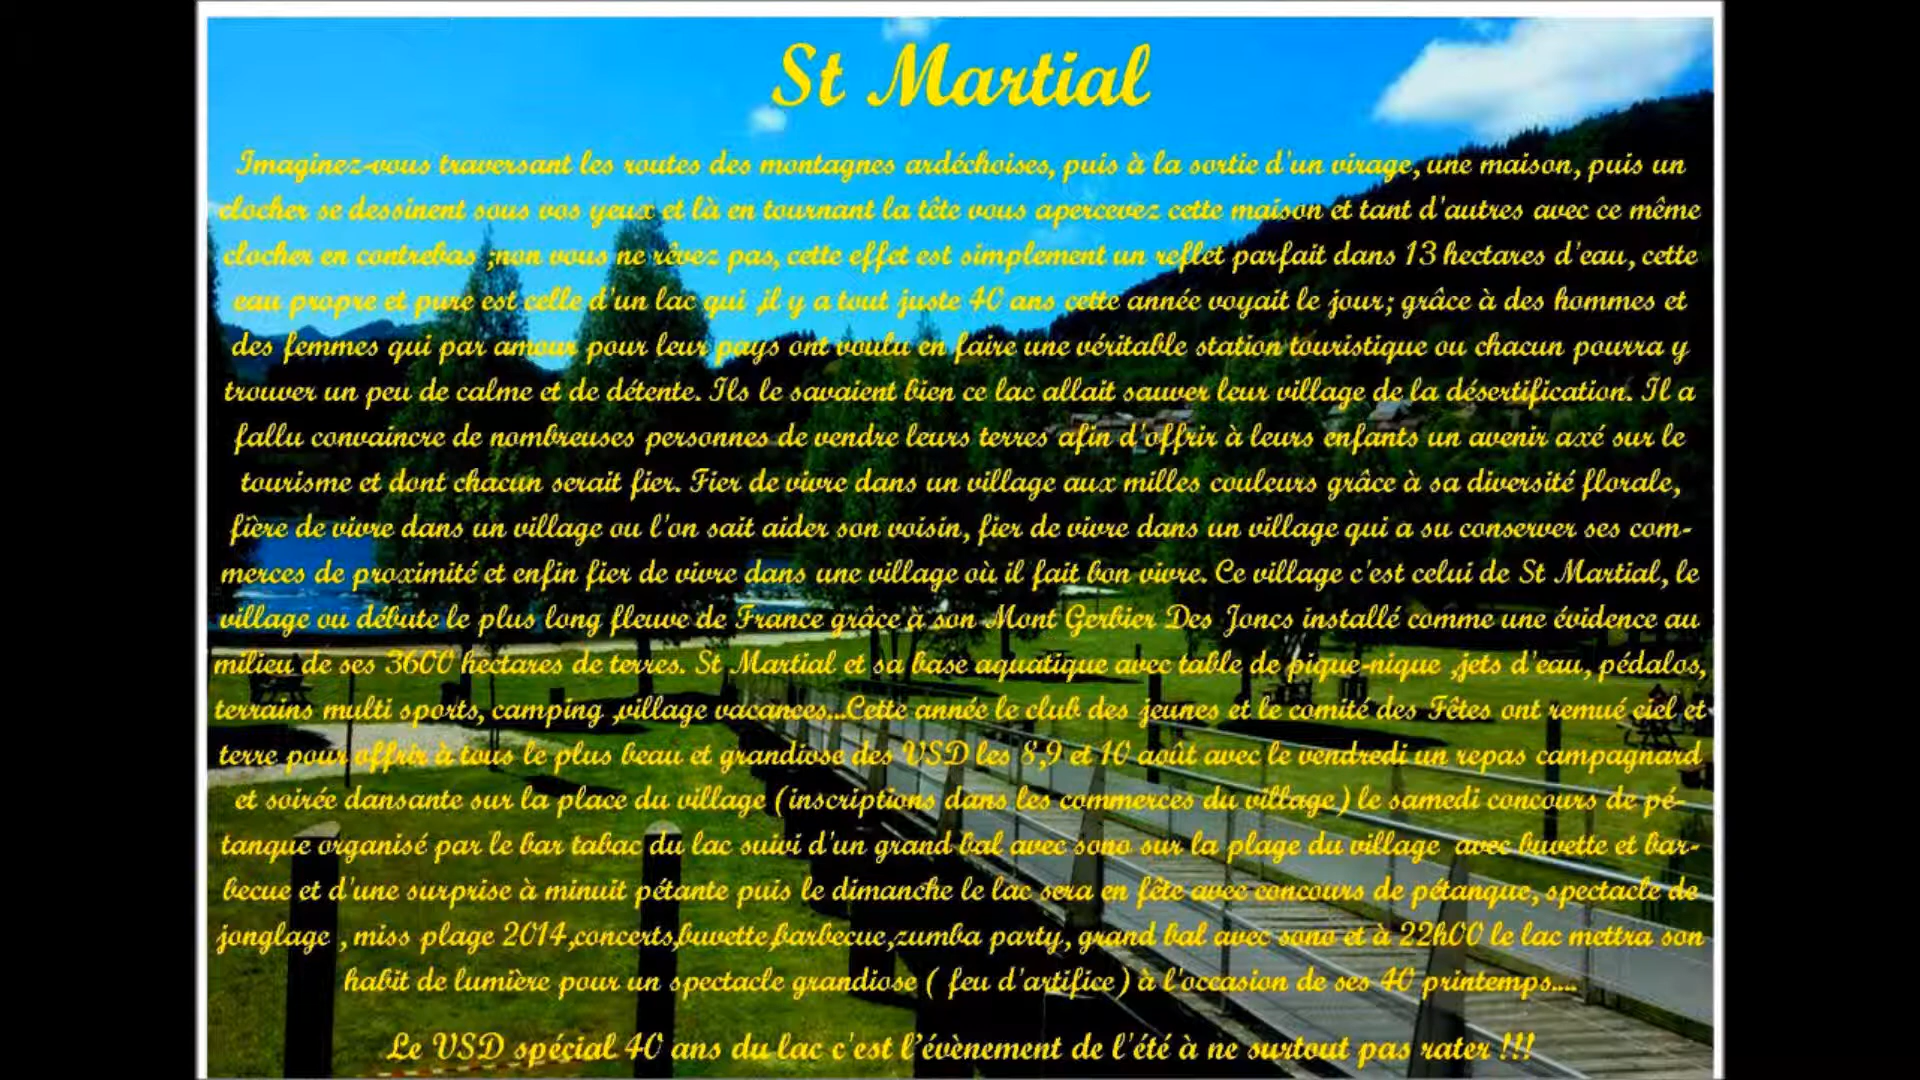 St Martial
Imaginez-vous traversant les routes des montagnes ardéchoises, puis à la sortie d'un virage, une maison, puis un
clocher se dessinent sous vos yeux et là en tournant la tête vous apercevez cette maison et tant d'autres avec ce même
clocher en contrebas ;non vous ne rêvez pas, cette effet est simplement un reflet parfait dans 13 hectares d'eau, cette
eau propre et pure est celle d'un lac qui ,il y a tout juste 40 ans cette année voyait le jour; grâce à des hommes et
des femmes qui par amour pour leur pays ont voulu en faire une véritable station touristique ou chacun pourra y
trouver un peu de calme et de détente. Ils le savaient bien ce lac allait sauver leur village de la désertification. Il a
fallu convaincre de nombreuses personnes de vendre leurs terres afin d'offrir à leurs enfants un avenir axé sur le
tourisme et dont chacun serait fier. Fier de vivre dans un village aux milles couleurs grâce à sa diversité florale,
fière de vivre dans un village ou l'on sait aider son voisin, fier de vivre dans un village qui a su conserver ses com-
merces de proximité et enfin fier de vivre dans une village où il fait bon vivre. Ce village c'est celui de St Martial, le
village ou débute le plus long fleuve de France grâce à son Mont Gerbier Des Joncs installé comme une évidence au
milieu de ses 3600 hectares de terres. St Martial et sa base aquatique avec table de pique-nique ,jets d'eau, pédalos,
terrains multi sports, camping ,village vacances...Cette année le club des jeunes et le comité des Fêtes ont remué ciel et
terre pour offrir à tous le plus beau et grandiose des VSD les 8,9 et 10 août avec le vendredi un repas campagnard
et soirée dansante sur la place du village (inscriptions dans les commerces du village) le samedi concours de pé-
tanque organisé par le bar tabac du lac suivi d'un grand bal avec sono sur la plage du village avec buvette et bar-
becue et d'une surprise à minuit pétante puis le dimanche le lac sera en fête avec concours de pétanque, spectacle de
jonglage , miss plage 2014,concerts,buvette,barbecue,zumba party, grand bal avec sono et à 22h00 le lac mettra son
habit de lumière pour un spectacle grandiose ( feu d'artifice) à l'occasion de ses 40 printemps....
Le VSD spécial 40 ans du lac c'est l'évènement de l'été à ne surtout pas rater !!!